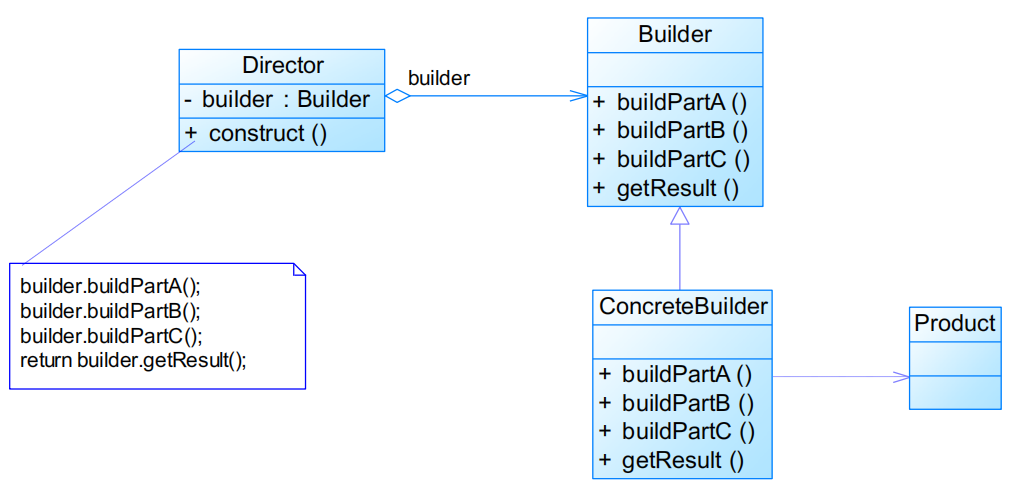 Director
- builder : Builder
+ construct ()
builder
Builder
+ buildPartA ()
+ buildPartB ()
+ buildPartC ()
+ getResult ()
builder.buildPartA();
builder.buildPartB();
builder.buildPartC();
return builder.getResult();
ConcreteBuilder
+ buildPartA ()
+ buildPartB ()
+ buildPartC ()
+ getResult ()
Product